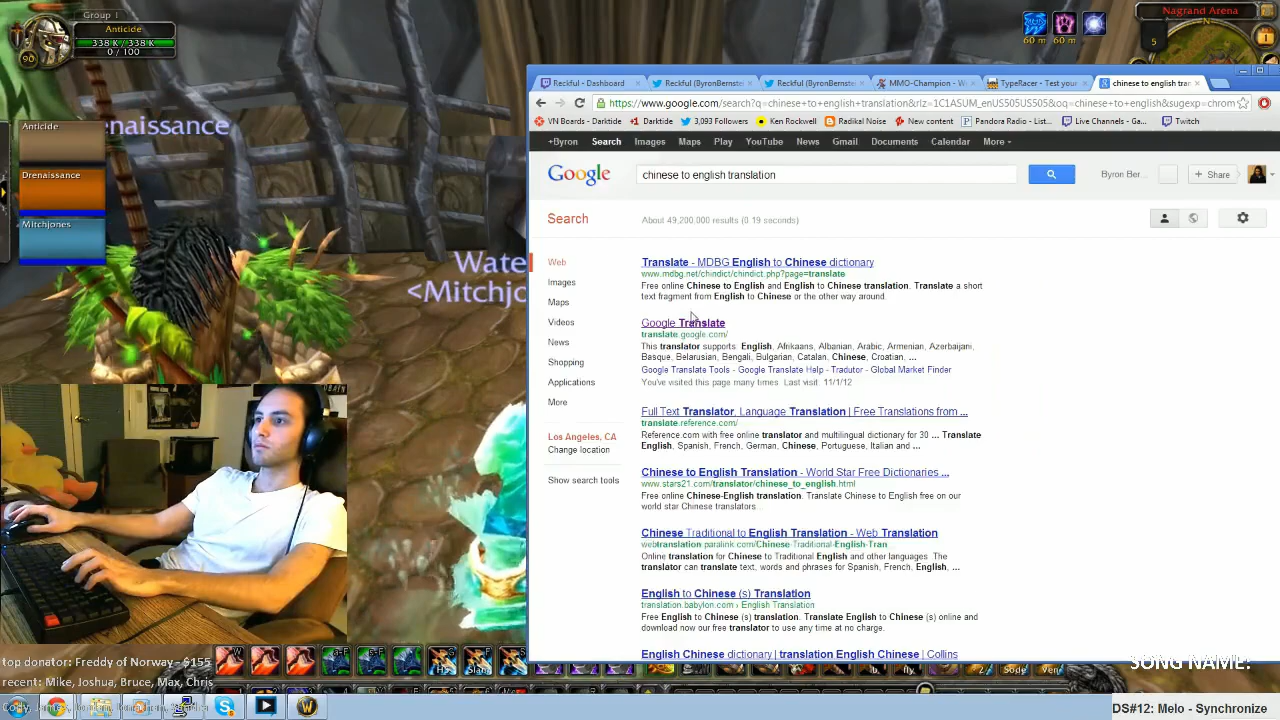 Group 1
Anticide
338 K / 338 K
0 / 100
90
Anticide
Drenaissance
Mitchjones
enaissance
Wate
<Mitchjo
60 m
60 m
Nagrand Arena
5
1
Reckful - Dashboard
Reckful (ByronBernste
Reckful (ByronBernste
MMO-Champion - Wo
TypeRacer - Test your
chinese to english tran
https://www.google.com/search?q=chinese+to+english+translation&rlz=1C1ASUM_enUS505US505&oq=chinese+to+english&sugexp=chrom
VN Boards - Darktide
+1 Darktide
3,093 Followers
Ken Rockwell
Radikal Noise
New content
Pandora Radio - List...
Live Channels - Ga...
Twitch
+Byron Search Images Maps Play YouTube News Gmail Documents Calendar More
Google
chinese to english translation
Byron Ber...
+ Share
Search
About 49,200,000 results (0.19 seconds)
Web
Images
Maps
Videos
News
Shopping
Applications
More
Los Angeles, CA
Change location
Show search tools
Translate - MDBG English to Chinese dictionary
www.mdbg.net/chindict/chindict.php?page=translate
Free online Chinese to English and English to Chinese translation. Translate a short
text fragment from English to Chinese or the other way around.
Google Translate
translate.google.com/
This translator supports: English, Afrikaans, Albanian, Arabic, Armenian, Azerbaijani,
Basque, Belarusian, Bengali, Bulgarian, Catalan, Chinese, Croatian, ...
Google Translate Tools - Google Translate Help - Tradutor - Global Market Finder
You've visited this page many times. Last visit: 11/1/12
Full Text Translator, Language Translation | Free Translations from ...
translate.reference.com/
Reference.com with free online translator and multilingual dictionary for 30 ... Translate
English, Spanish, French, German, Chinese, Portuguese, Italian and ...
Chinese to English Translation - World Star Free Dictionaries ...
www.stars21.com/translator/chinese_to_english.html
Free online Chinese-English translation. Translate Chinese to English free on our
world star Chinese translators.
Chinese Traditional to English Translation - Web Translation
webtranslation.paralink.com/Chinese-Traditional-English-Tran
Online translation for Chinese to Traditional English and other languages. The
translator can translate text, words and phrases for Spanish, French, English, ...
English to Chinese (s) Translation
translation.babylon.com › English Translation
Free English to Chinese (s) translation. Translate English to Chinese (s) online and
download now our free translator to use any time at no charge.
English Chinese dictionary | translation English Chinese | Collins
top donator: Freddy of Norway - $155
recent: Mike, Joshua, Bruce, Max, Chris
SONG NAME:
DS#12: Melo - Synchronize